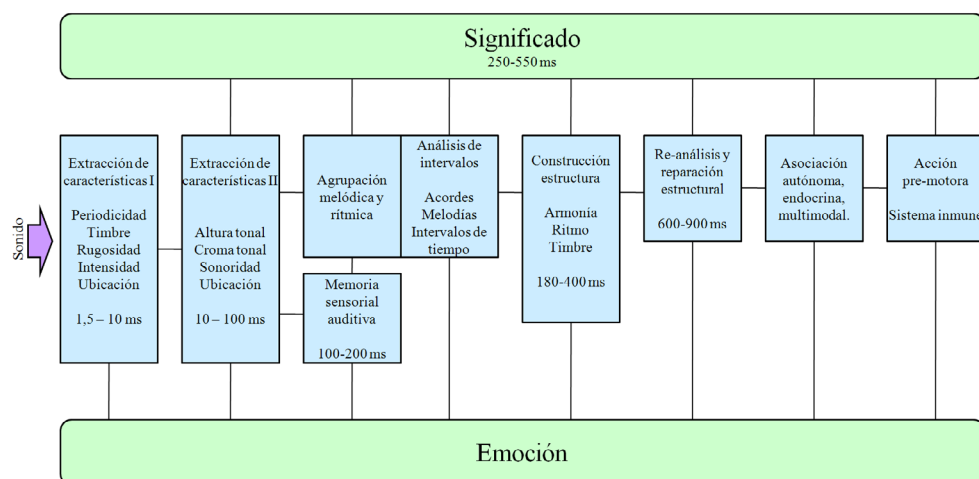 Significado
250-550 ms
Sonido
Extracción de
características I
Periodicidad
Timbre
Rugosidad
Intensidad
Ubicación
1,5 – 10 ms
Extracción de
características II
Altura tonal
Croma tonal
Sonoridad
Ubicación
10 – 100 ms
Agrupación
melódica y
rítmica
Memoria
sensorial
auditiva
100-200 ms
Análisis de
intervalos
Acordes
Melodías
Intervalos de
tiempo
Construcción
estructura
Armonía
Ritmo
Timbre
180-400 ms
Re-análisis y
reparación
estructural
600-900 ms
Asociación
autónoma,
endocrina,
multimodal.
Acción
pre-motora
Sistema inmune
Emoción